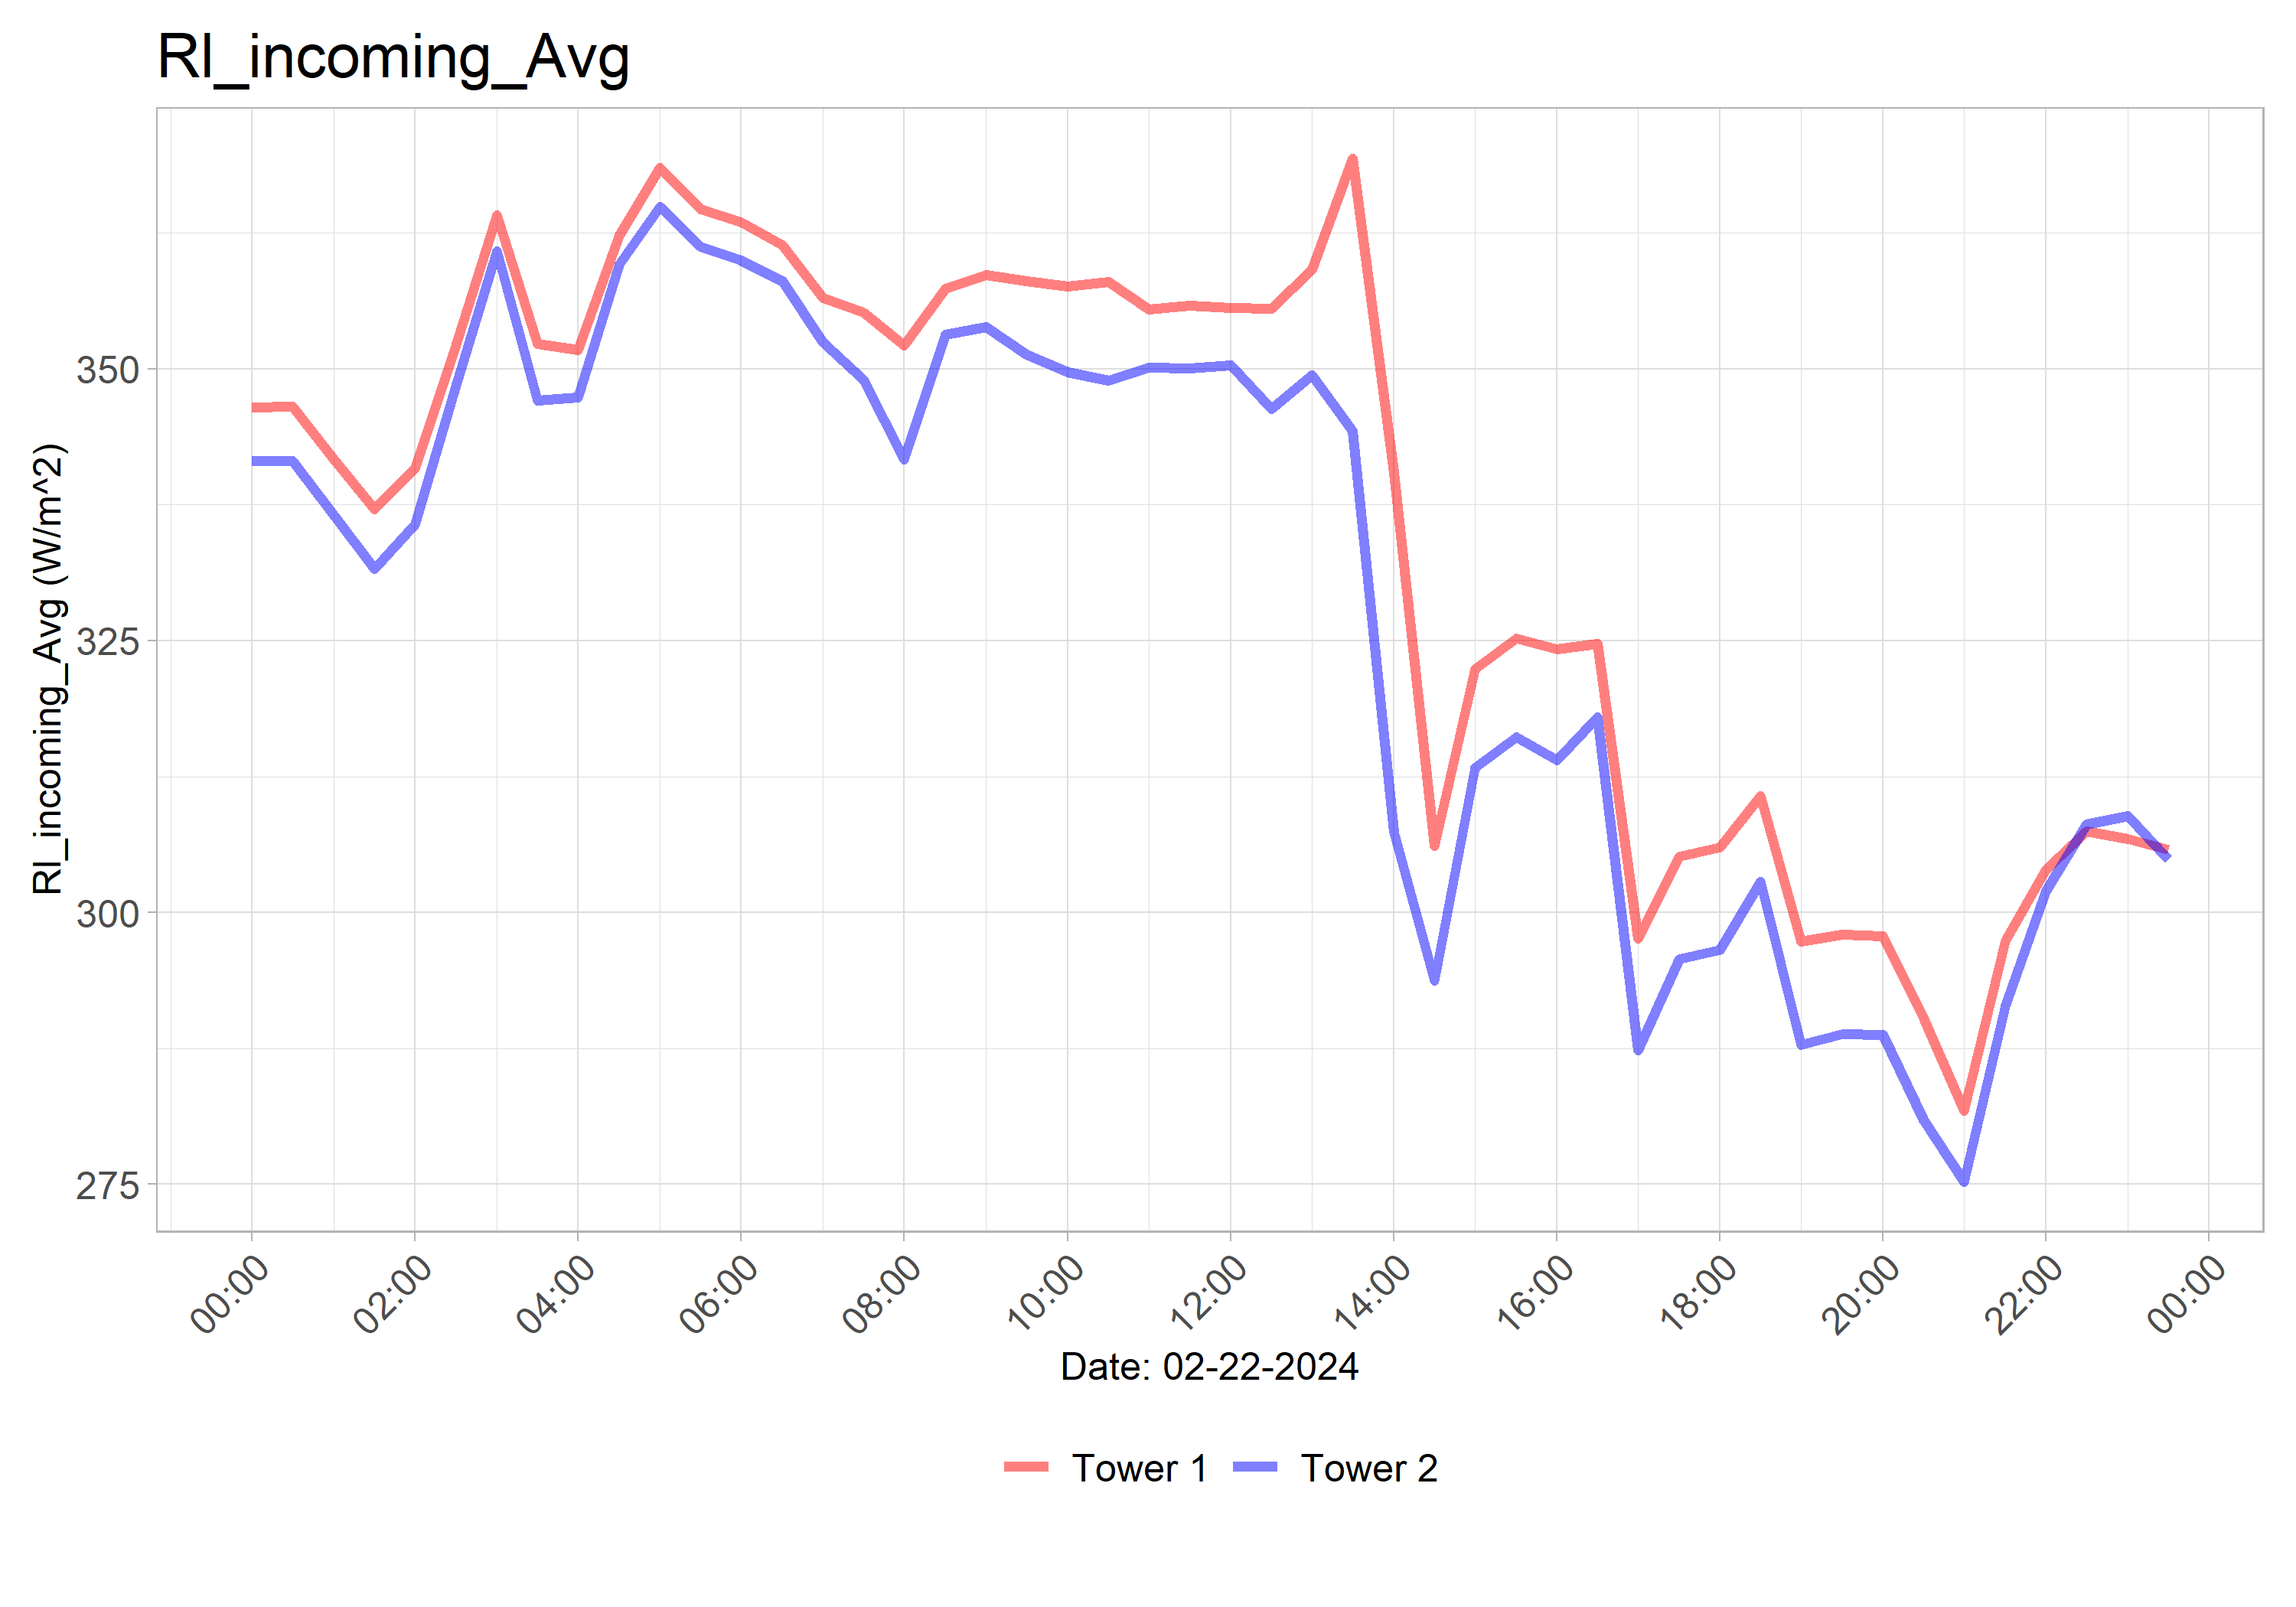 Rl_incoming_Avg
Rl_incoming_Avg (W/m^2)
350
325
300
275
00:00 02:00 04:00 06:00 08:00 10:00 12:00 14:00 16:00 18:00 20:00 22:00 00:00
Date: 02-22-2024
Tower 1 Tower 2